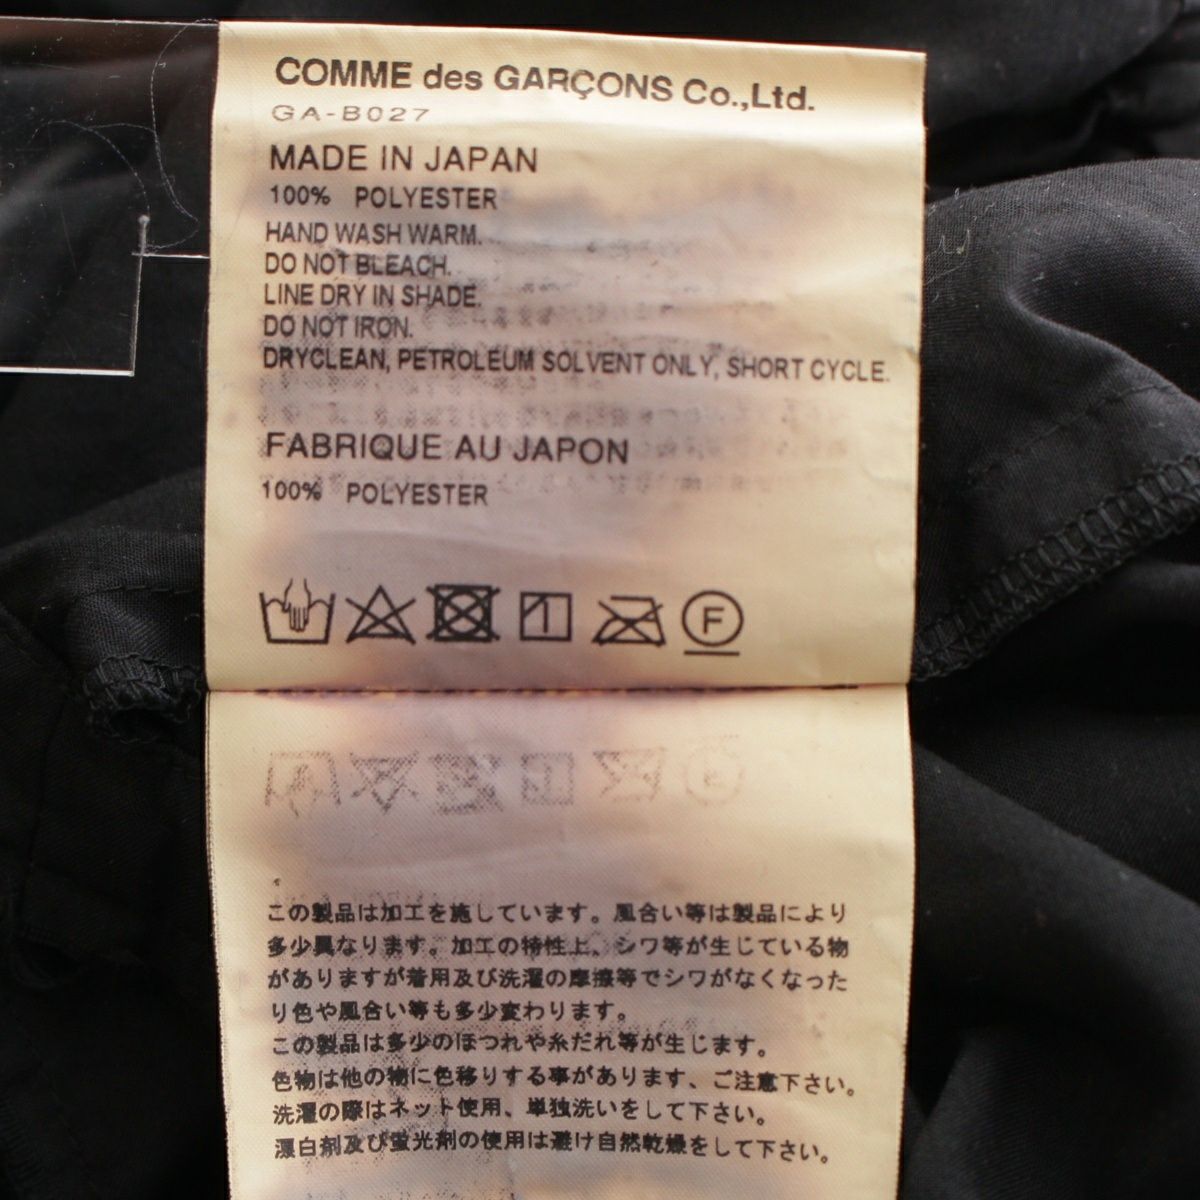 COMME des GARÇONS Co.,Ltd.
GA-B027
MADE IN JAPAN
100% POLYESTER
HAND WASH WARM.
DO NOT BLEACH.
LINE DRY IN SHADE.
DO NOT IRON.
DRYCLEAN, PETROLEUM SOLVENT ONLY, SHORT CYCLE.
FABRIQUE AU JAPON
100% POLYESTER
F
この製品は加工を施しています。風合い等は製品により
多少異なります。加工の特性上、シワ等が生じている物
がありますが着用及び洗濯の摩擦等でシワがなくなった
り色や風合い等も多少変わります。
この製品は多少のほつれや糸だれ等が生じます。
色物は他の物に色移りする事があります、ご注意下さい。
洗濯の際はネット使用、単独洗いをして下さい。
漂白剤及び蛍光剤の使用は避け自然乾燥をして下さい。